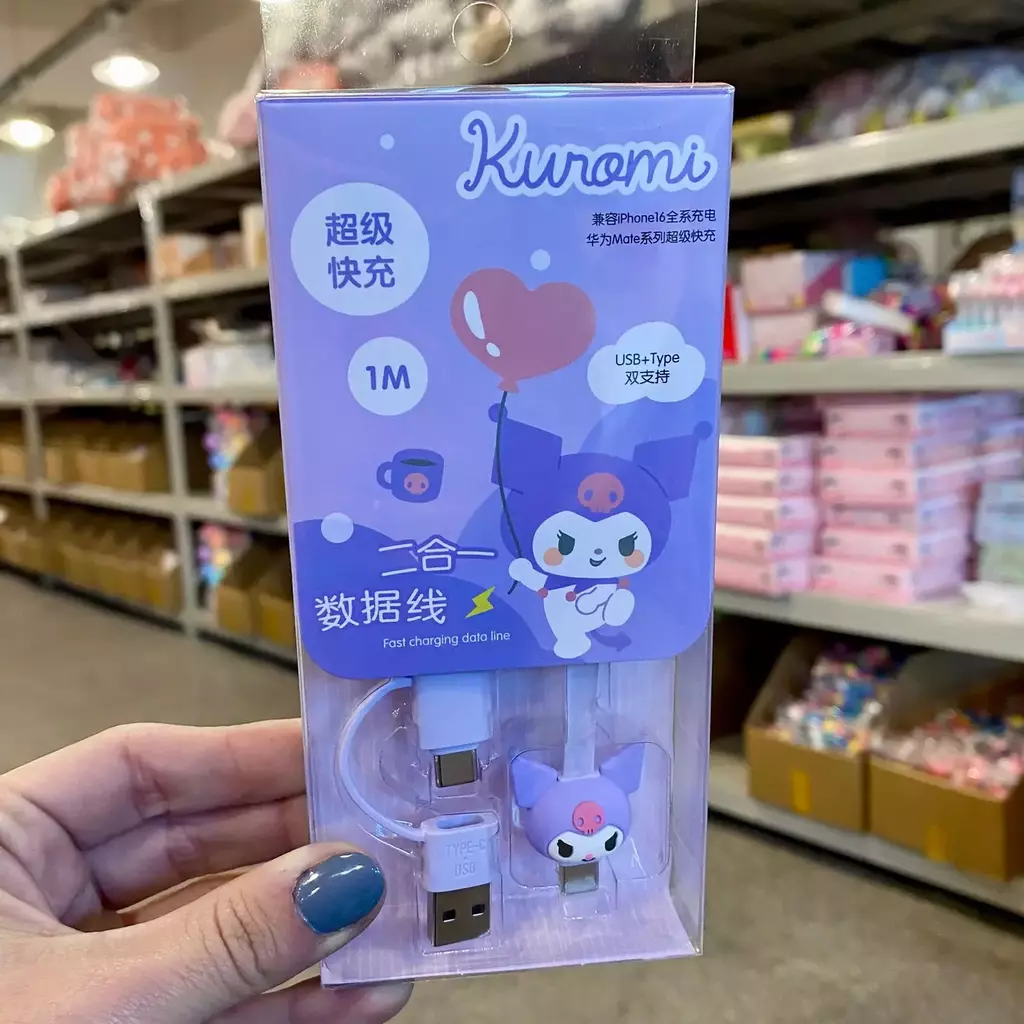 Kuromi
兼容iPhone16全系充电
华为Mate系列超级快充
超级
快充
1M
USB+Type
双支持
二合一
数据线
Fast charging data line
TYPE-C
USB